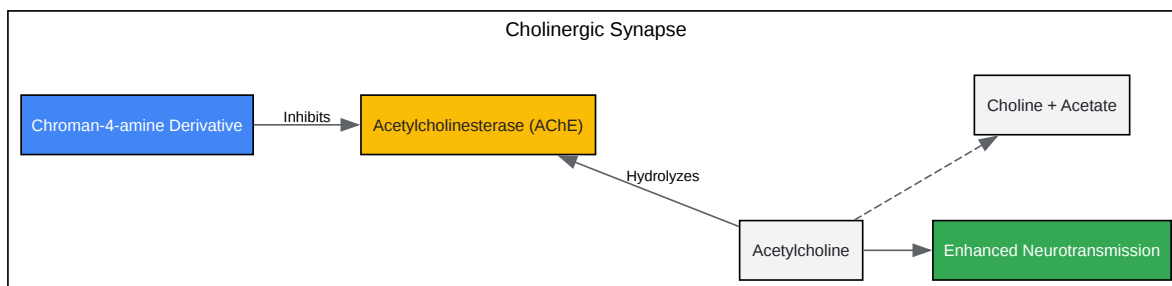 Cholinergic Synapse
Choline + Acetate
Chroman-4-amine Derivative
Inhibits
Acetylcholinesterase (AChE)
Hydrolyzes
Acetylcholine
Enhanced Neurotransmission